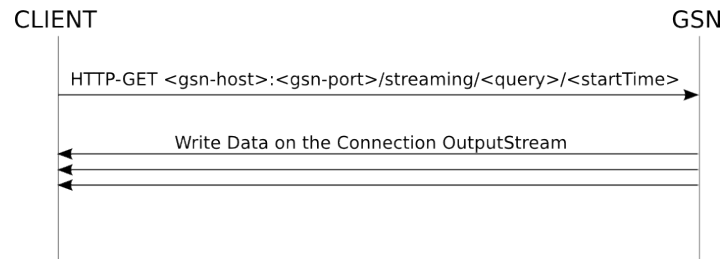 CLIENT
GSN
HTTP-GET <gsn-host>:<gsn-port>/streaming/<query>/<startTime>
Write Data on the Connection OutputStream